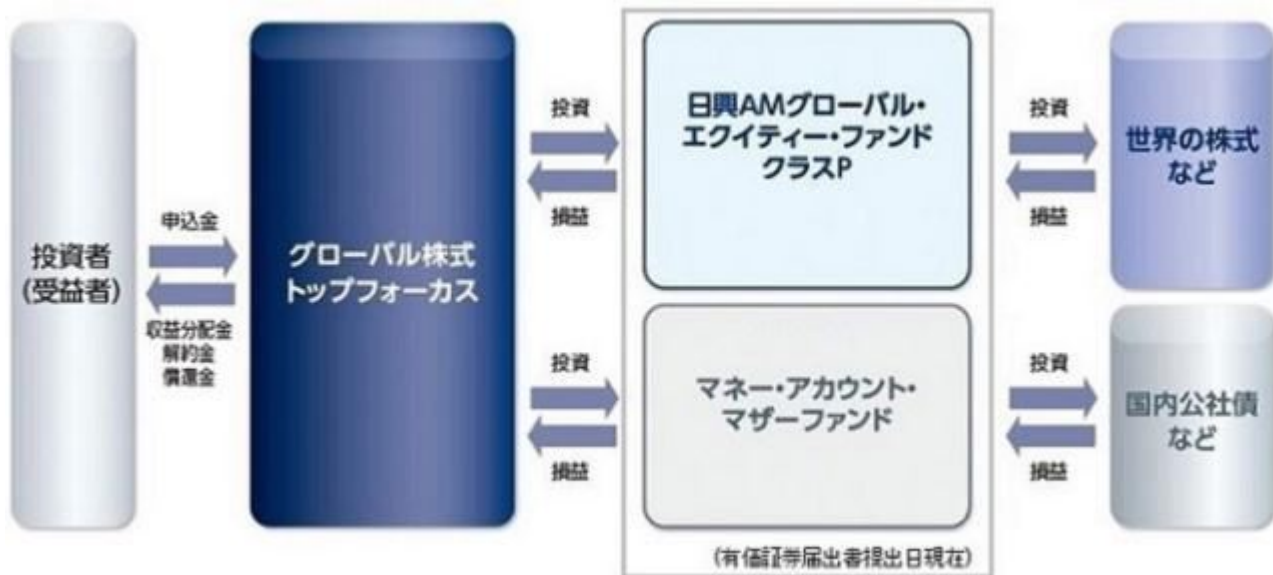 投資者
(受益者)
申込金
収益分配金
解約金
償還金
グローバル株式
トップフォーカス
投資
損益
日興AMグローバル・
エクイティー・ファンド
クラスP
投資
損益
世界の株式
など
投資
損益
マネー・アカウント・
マザーファンド
投資
損益
国内公社債
など
(有価証券届出書提出日現在)